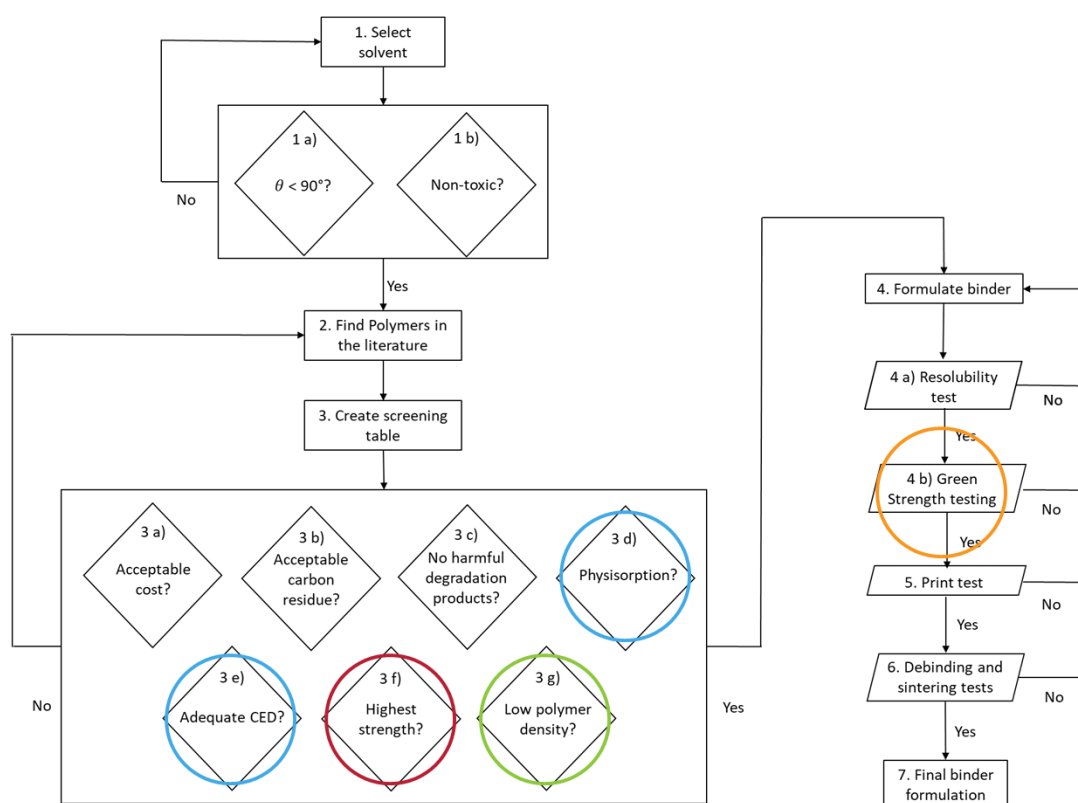 1. Select
solvent
1 a)
θ < 90°?
1 b)
Non-toxic?
No
Yes
2. Find Polymers in
the literature
3. Create screening
table
3 a)
Acceptable
cost?
3 b)
Acceptable
carbon
residue?
3 c)
No harmful
degradation
products?
3 d)
Physisorption?
3 e)
Adequate CED?
3 f)
Highest
strength?
3 g)
Low polymer
density?
No
Yes
4. Formulate binder
4 a) Resolubility
test
No
Yes
4 b) Green
Strength testing
No
Yes
5. Print test
No
Yes
6. Debinding and
sintering tests
No
Yes
7. Final binder
formulation